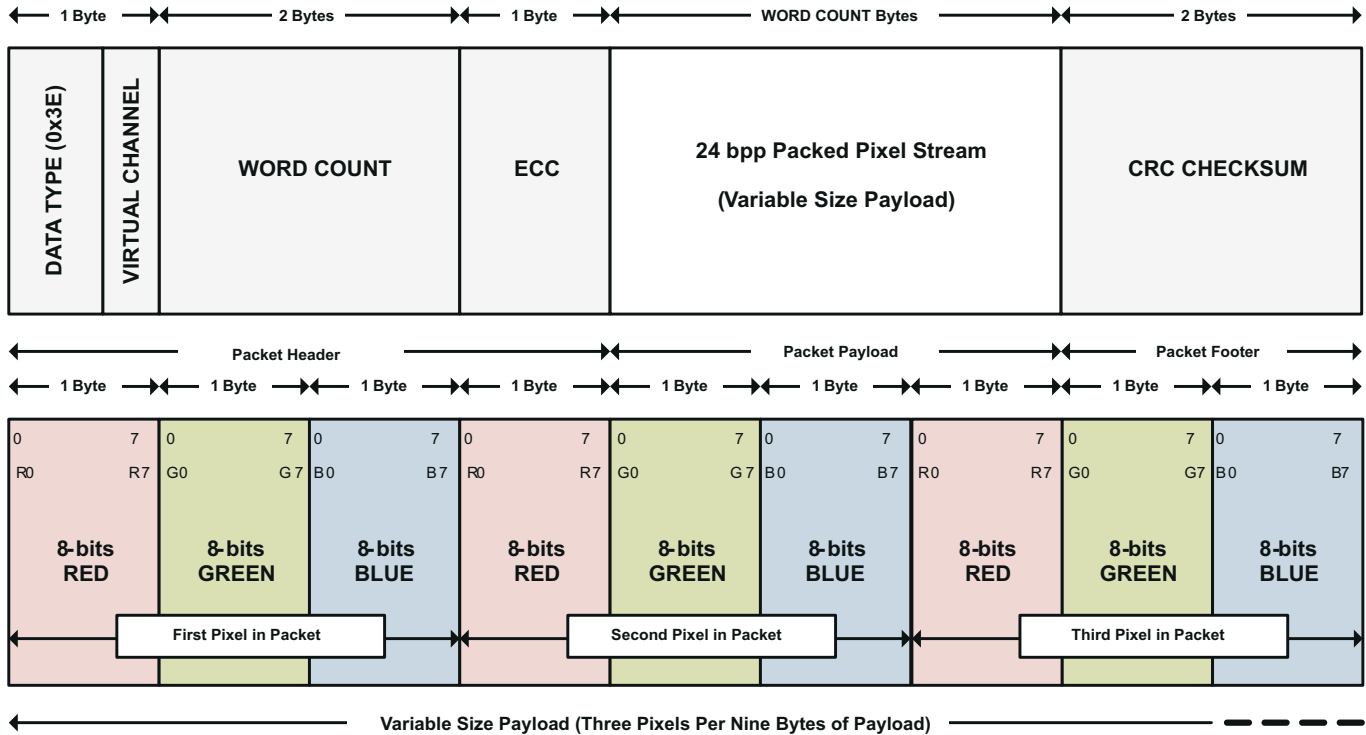 1 Byte 2 Bytes 1 Byte WORD COUNT Bytes 2 Bytes
DATA TYPE (0x3E)
VIRTUAL CHANNEL
WORD COUNT
ECC
24 bpp Packed Pixel Stream
(Variable Size Payload)
CRC CHECKSUM
Packet Header Packet Payload Packet Footer
1 Byte 1 Byte 1 Byte 1 Byte 1 Byte 1 Byte 1 Byte 1 Byte 1 Byte
0 7 0 7 0 7 0 7 0 7 0 7 0 7 0 7 0 7
R0 R7 G0 G7 B0 B7 R0 R7 G0 G7 B0 B7 R0 R7 G0 G7 B0 B7
8-bits 8-bits 8-bits 8-bits 8-bits 8-bits 8-bits 8-bits 8-bits
RED GREEN BLUE RED GREEN BLUE RED GREEN BLUE
First Pixel in Packet Second Pixel in Packet Third Pixel in Packet
Variable Size Payload (Three Pixels Per Nine Bytes of Payload)